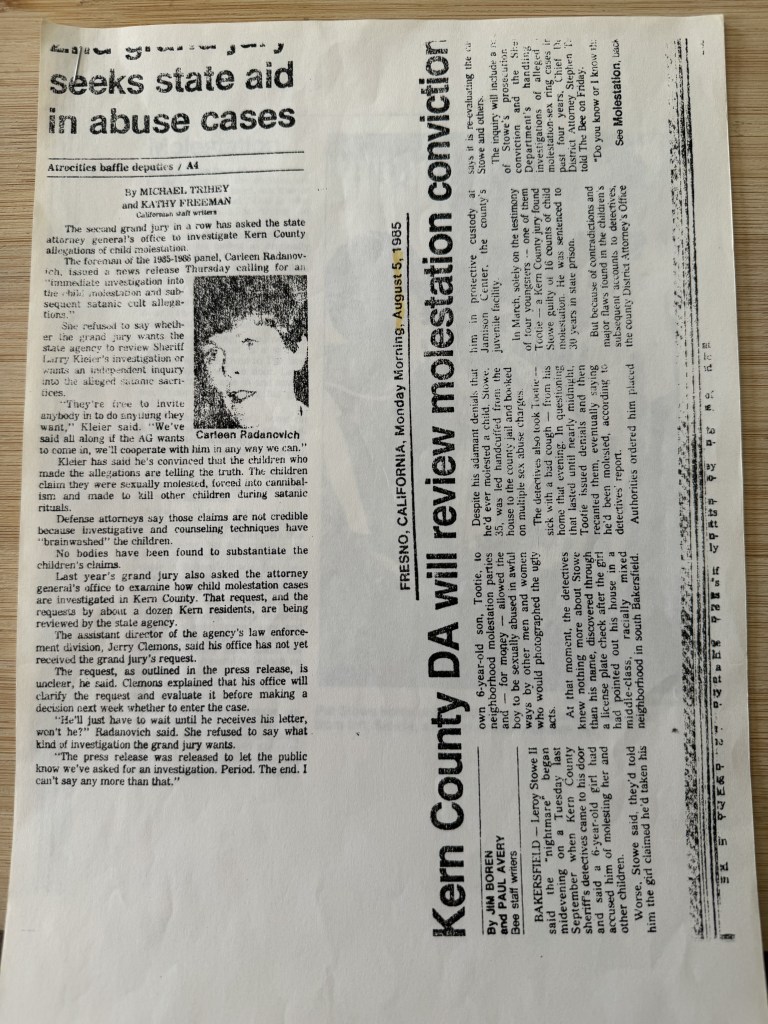 2nd grand jury
seeks state aid
in abuse cases
Atrocities baffle deputies / A4
By MICHAEL TRIHEY
and KATHY FREEMAN
Californian staff writers
The second grand jury in a row has asked the state
attorney general's office to investigate Kern County
allegations of child molestation.
The foreman of the 1985-1986 panel, Carleen Radanov-
ich, issued a news release Thursday calling for an
"immediate investigation into
the child molestation and sub-
sequent satanic cult allega-
tions."
She refused to say wheth-
er the grand jury wants the
state agency to review Sheriff
Larry Kleier's investigation or
wants an independent inquiry
into the alleged satanic sacri-
fices.
"They're free to invite
anybody in to do anything they
want," Kleier said. "We've
said all along if the AG wants
to come in, we'll cooperate with him in any way we can."
Carleen Radanovich
Kleier has said he's convinced that the children who
made the allegations are telling the truth. The children
claim they were sexually molested, forced into cannibal-
ism and made to kill other children during satanic
rituals.
Defense attorneys say those claims are not credible
because investigative and counseling techniques have
"brainwashed" the children.
No bodies have been found to substantiate the
children's claims.
Last year's grand jury also asked the attorney
general's office to examine how child molestation cases
are investigated in Kern County. That request, and the
requests by about a dozen Kern residents, are being
reviewed by the state agency.
The assistant director of the agency's law enforce-
ment division, Jerry Clemons, said his office has not yet
received the grand jury's request.
The request, as outlined in the press release, is
unclear, he said. Clemons explained that his office will
clarify the request and evaluate it before making a
decision next week whether to enter the case.
"He'll just have to wait until he receives his letter,
won't he?" Radanovich said. She refused to say what
kind of investigation the grand jury wants.
"The press release was released to let the public
know we've asked for an investigation. Period. The end. I
can't say any more than that."
FRESNO, CALIFORNIA, Monday Morning, August 5, 1985
Kern County DA will review molestation conviction
By JIM BOREN
and PAUL AVERY
Bee staff writers
BAKERSFIELD — Leroy Stowe II
said the "nightmare" began
midevening on a Tuesday last
September when Kern County
sheriff's detectives came to his door
and said a 6-year-old girl had
accused him of molesting her and
other children.
Worse, Stowe said, they'd told
him the girl claimed he'd taken his
own 6-year-old son, Tootie, to
neighborhood molestation parties
and — for money — allowed the
boy to be sexually abused in awful
ways by other men and women
who would photographed the ugly
acts.
At that moment, the detectives
knew nothing more about Stowe
than his name, discovered through
a license plate check after the girl
had pointed out his house in a
middle-class, racially mixed
neighborhood in south Bakersfield.
Despite his adamant denials that
he'd ever molested a child, Stowe,
35, was led handcuffed from the
house to the county jail and booked
on multiple sex abuse charges.
The detectives also took Tootie —
sick with a bad cough — from his
home that evening. In questioning
that lasted until nearly midnight,
Tootie issued denials and then
recanted them, eventually saying
he'd been molested, according to
detectives report.
Authorities ordered him placed
him in protective custody at
Jamison Center, the county's
juvenile facility.
In March, solely on the testimony
of four youngsters — one of them
Tootie — a Kern County jury found
Stowe guilty of 16 counts of child
molestation. He was sentenced to
30 years in state prison.
But because of contradictions and
major flaws found in the children's
subsequent accounts to detectives,
the county District Attorney's Office
says it is re-evaluating the
Stowe and others.
The inquiry will include a
of Stowe's prosecution
conviction and the
Department's handling
investigations of alleged
molestation-sex ring cases
past four years, Chief
District Attorney Stephen T.
told The Bee on Friday.
"Do you know or I know
See Molestation,